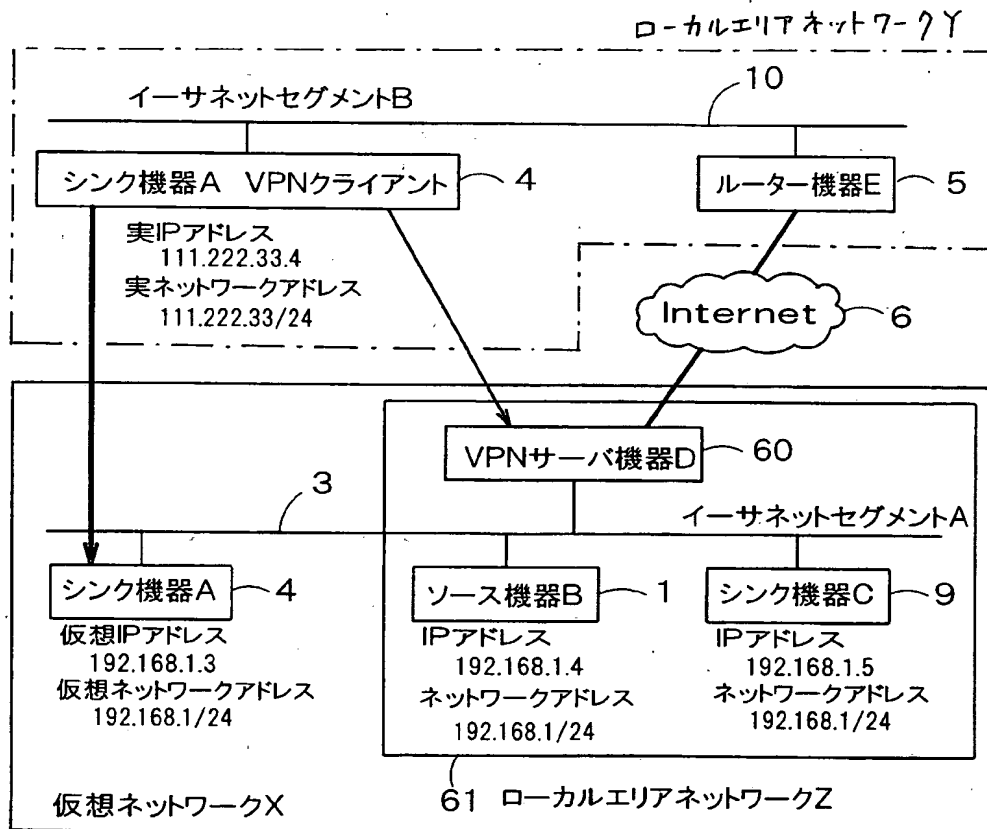 ローカルエリアネットワークY
イーサネットセグメントB
10
シンク機器A VPNクライアント
4
ルーター機器E
5
実IPアドレス
111.222.33.4
実ネットワークアドレス
111.222.33/24
Internet
6
VPNサーバ機器D
60
3
イーサネットセグメントA
シンク機器A
4
ソース機器B
1
シンク機器C
9
仮想IPアドレス
192.168.1.3
仮想ネットワークアドレス
192.168.1/24
IPアドレス
192.168.1.4
ネットワークアドレス
192.168.1/24
IPアドレス
192.168.1.5
ネットワークアドレス
192.168.1/24
仮想ネットワークX
61
ローカルエリアネットワークZ